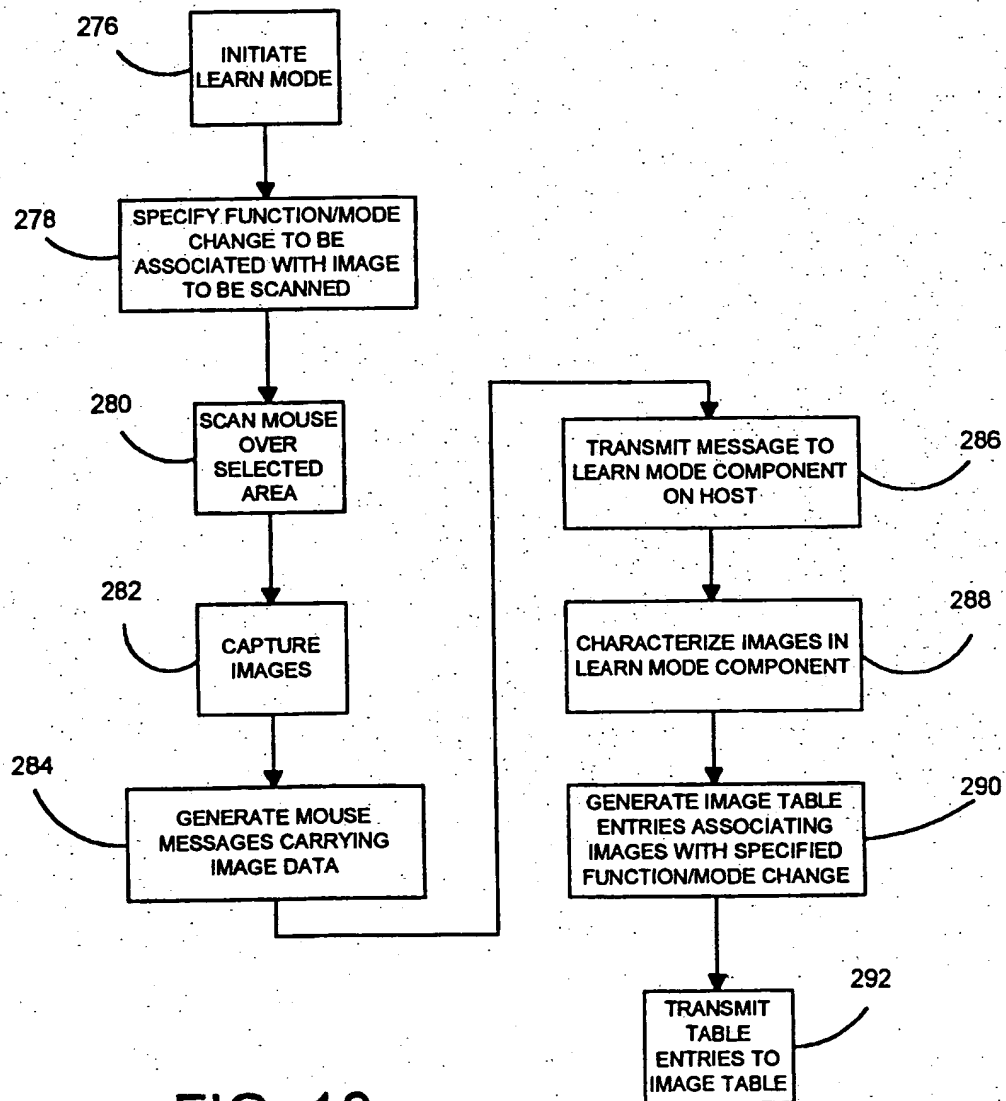 276
INITIATE
LEARN MODE
278
SPECIFY FUNCTION/MODE
CHANGE TO BE
ASSOCIATED WITH IMAGE
TO BE SCANNED
280
SCAN MOUSE
OVER
SELECTED
AREA
282
CAPTURE
IMAGES
284
GENERATE MOUSE
MESSAGES CARRYING
IMAGE DATA
TRANSMIT MESSAGE TO
LEARN MODE COMPONENT
ON HOST
286
CHARACTERIZE IMAGES IN
LEARN MODE COMPONENT
288
GENERATE IMAGE TABLE
ENTRIES ASSOCIATING
IMAGES WITH SPECIFIED
FUNCTION/MODE CHANGE
290
TRANSMIT
TABLE
ENTRIES TO
IMAGE TABLE
292